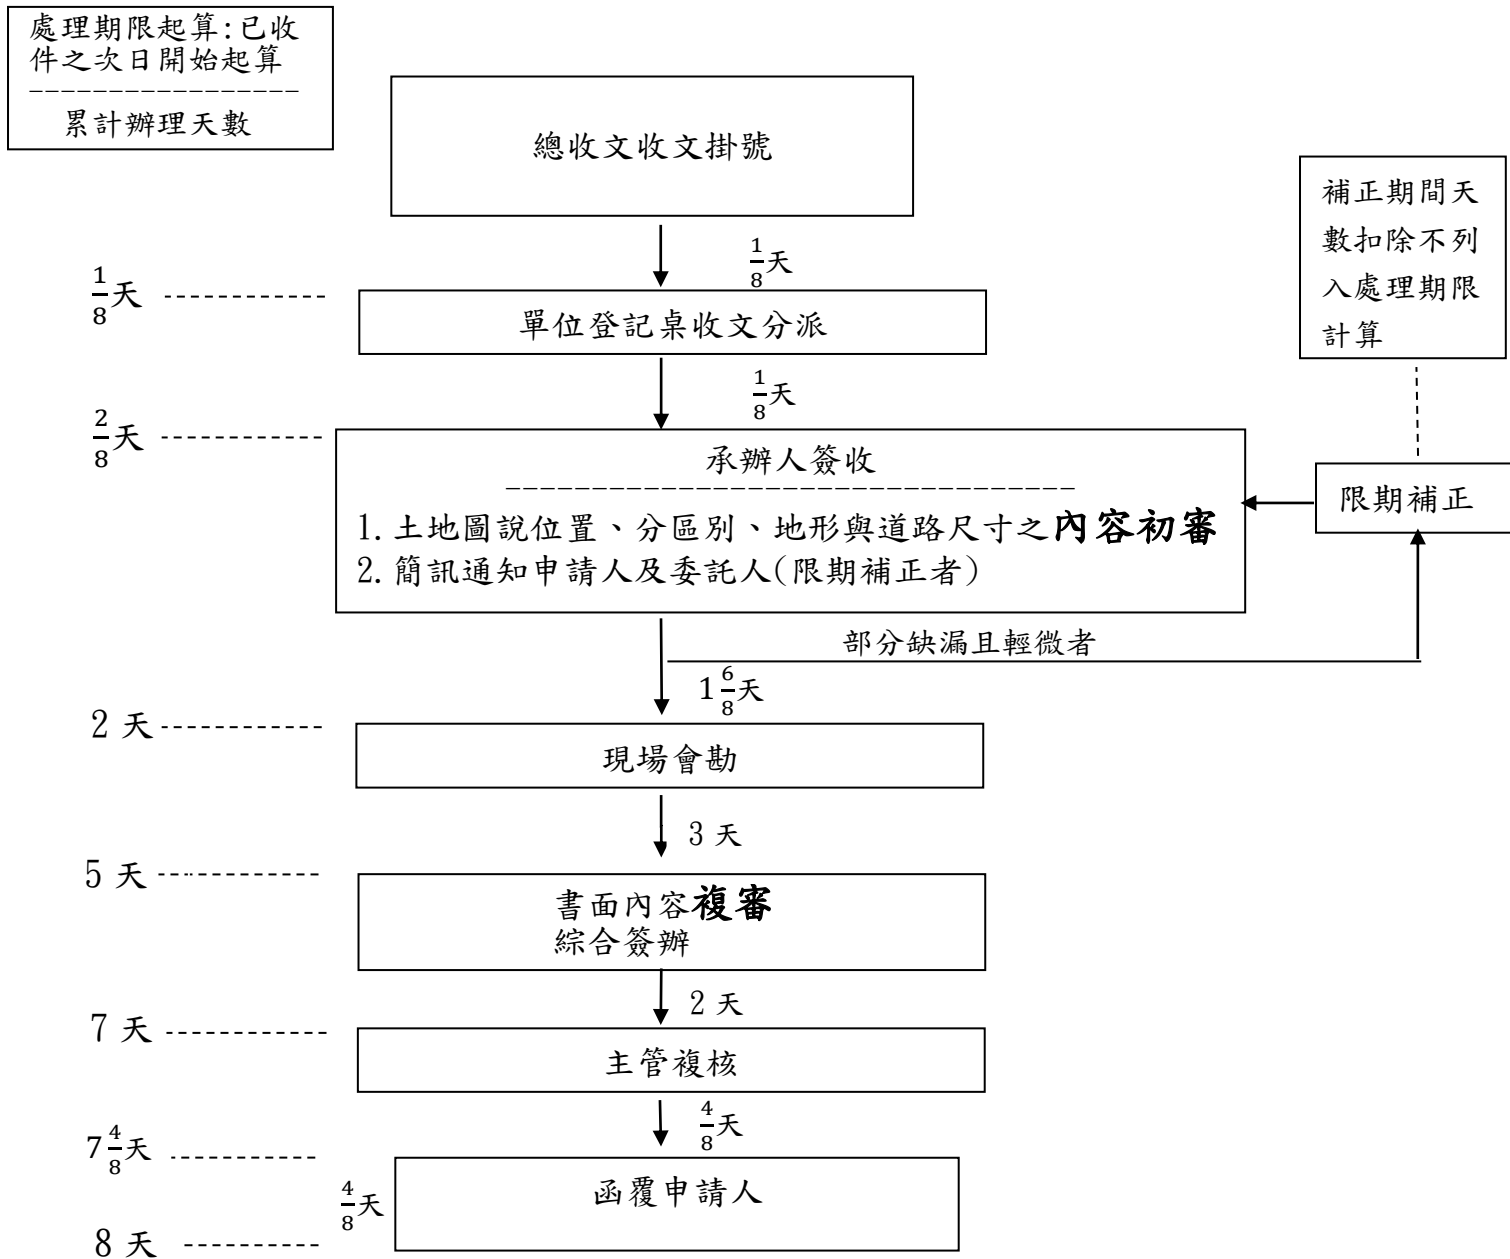 處理期限起算:已收
件之次日開始起算
-----------------
累計辦理天數
總收文收文掛號
1/8天
1/8天
單位登記桌收文分派
補正期間天
數扣除不列
入處理期限
計算
1/8天
2/8天
承辦人簽收
1.土地圖說位置、分區別、地形與道路尺寸之內容初審
2.簡訊通知申請人及委託人(限期補正者)
限期補正
部分缺漏且輕微者
1 6/8天
2 天
現場會勘
3 天
5 天
書面內容複審
綜合簽辦
2 天
7 天
主管複核
4/8天
7 4/8天
函覆申請人
4/8天
8 天